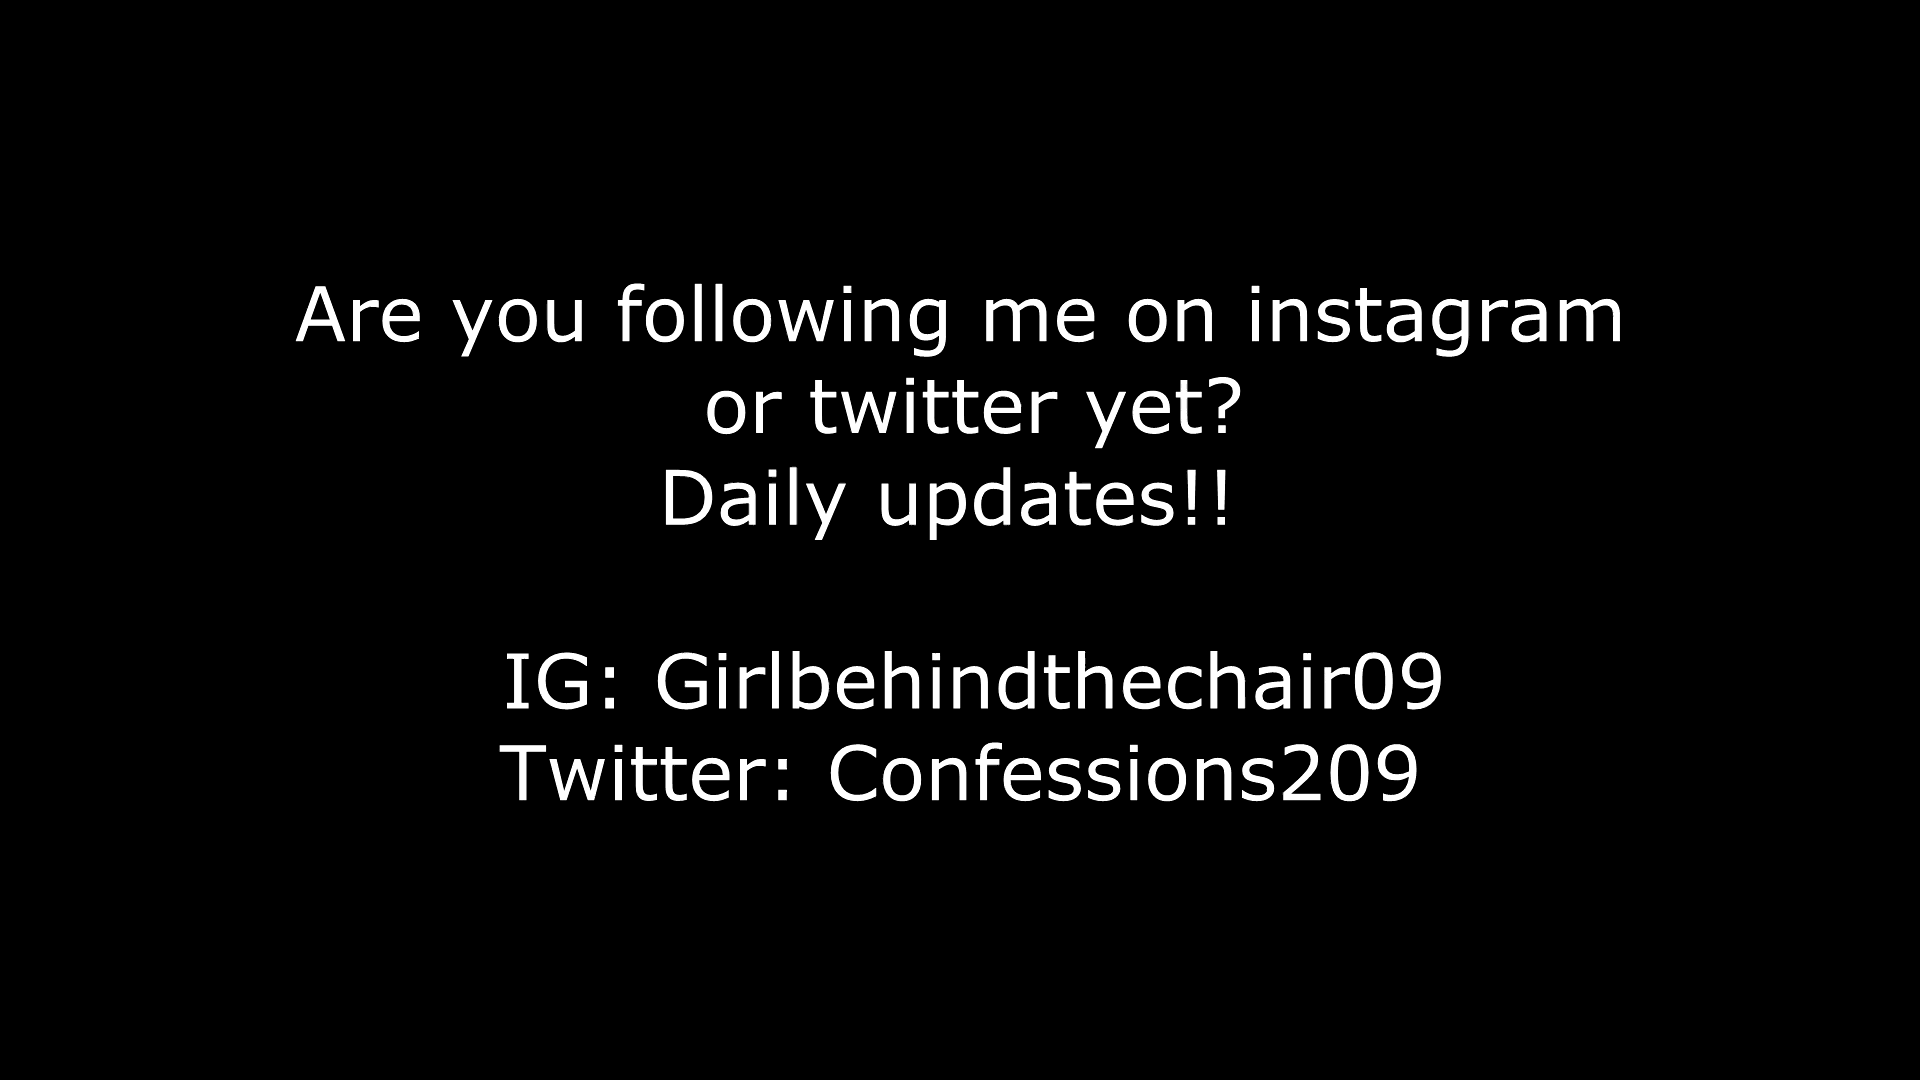 Are you following me on instagram
or twitter yet?
Daily updates!!
IG: Girlbehindthechair09
Twitter: Confessions209